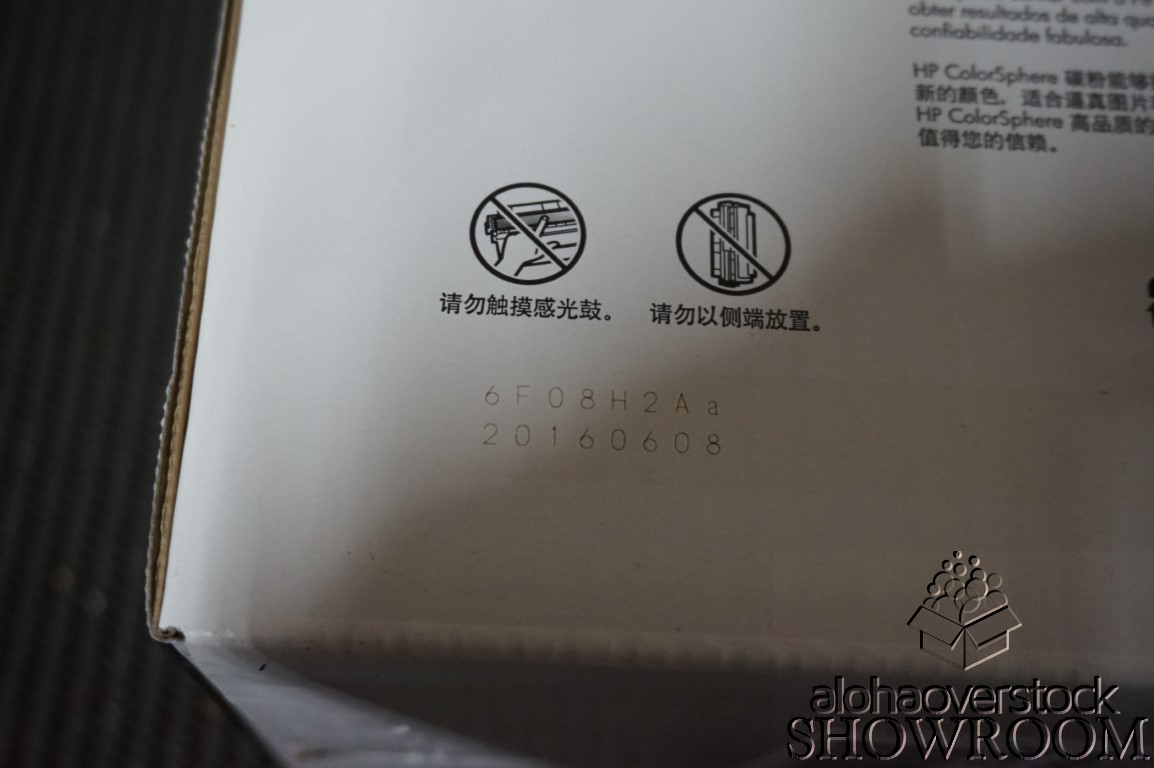 obter resultados de alta
confiabilidade fabulosa.
HP ColorSphere 碳粉能够
新的颜色，适合逼真图片
HP ColorSphere 高品质的
值得您的信赖。
请勿触摸感光鼓。
请勿以侧端放置。
6F08H2Aa
20160608
alohaoverstock
SHOWROOM